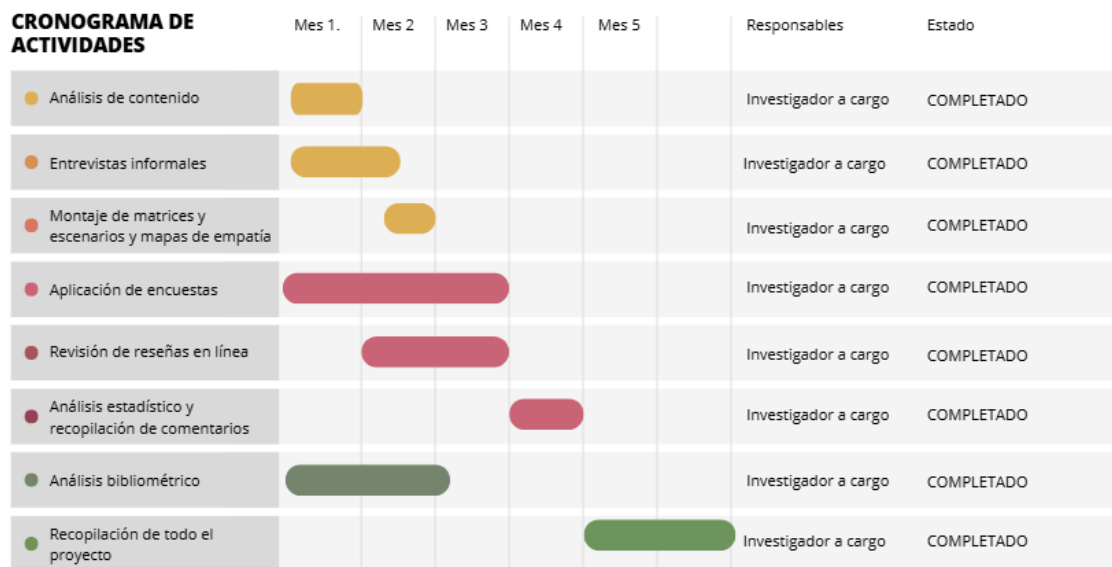 CRONOGRAMA DE
ACTIVIDADES
Mes 1.
Mes 2
Mes 3
Mes 4
Mes 5
Responsables
Estado
Análisis de contenido
Investigador a cargo
COMPLETADO
Entrevistas informales
Investigador a cargo
COMPLETADO
Montaje de matrices y
escenarios y mapas de empatía
Investigador a cargo
COMPLETADO
Aplicación de encuestas
Investigador a cargo
COMPLETADO
Revisión de reseñas en línea
Investigador a cargo
COMPLETADO
Análisis estadístico y
recopilación de comentarios
Investigador a cargo
COMPLETADO
Análisis bibliométrico
Investigador a cargo
COMPLETADO
Recopilación de todo el
proyecto
Investigador a cargo
COMPLETADO